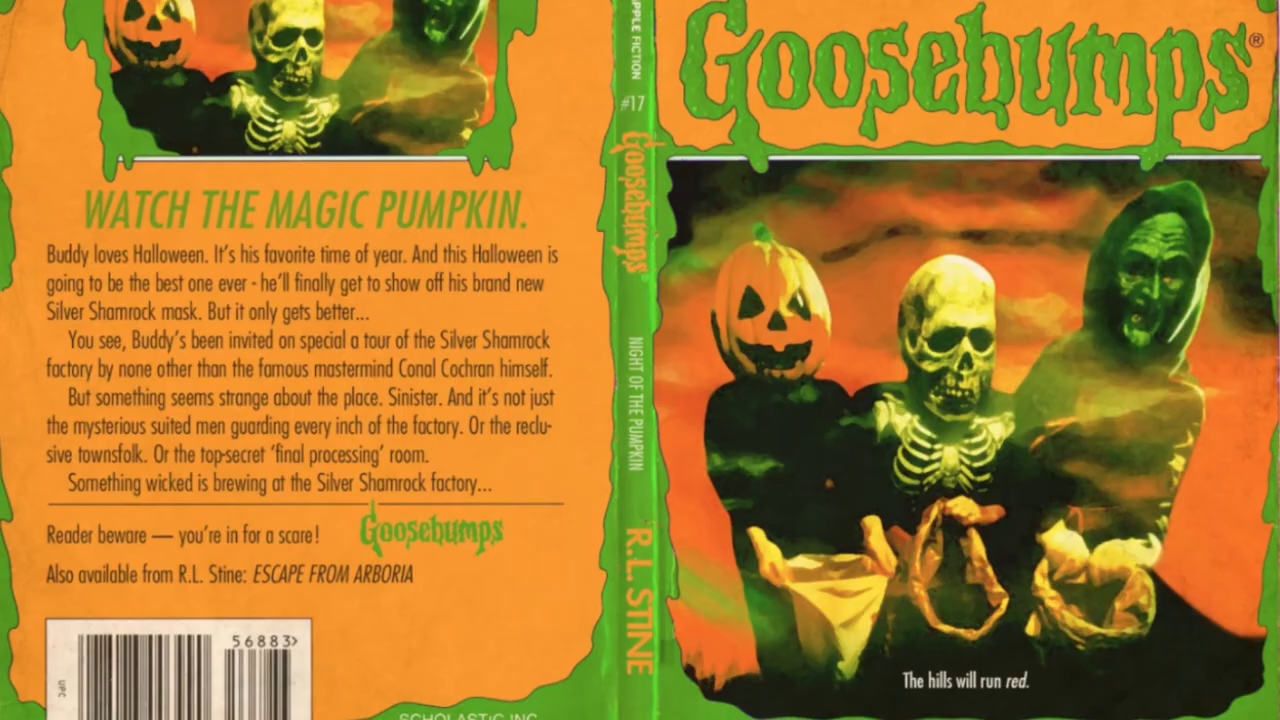 WATCH THE MAGIC PUMPKIN.
Buddy loves Halloween. It's his favorite time of year. And this Halloween is
going to be the best one ever - he'll finally get to show off his brand new
Silver Shamrock mask. But it only gets better...
You see, Buddy's been invited on special a tour of the Silver Shamrock
factory by none other than the famous mastermind Conal Cochran himself.
But something seems strange about the place. Sinister. And it's not just
the mysterious suited men guarding every inch of the factory. Or the reclu-
sive townsfolk. Or the top-secret 'final processing' room.
Something wicked is brewing at the Silver Shamrock factory...
Reader beware — you're in for a scare!
Goosebumps
Also available from R.L. Stine: ESCAPE FROM ARBORIA
56883>
UPC
SCHOLASTIC INC.
APPLE FICTION
#17
Goosebumps
NIGHT OF THE PUMPKIN
R.L. STINE
Goosebumps®
The hills will run red.